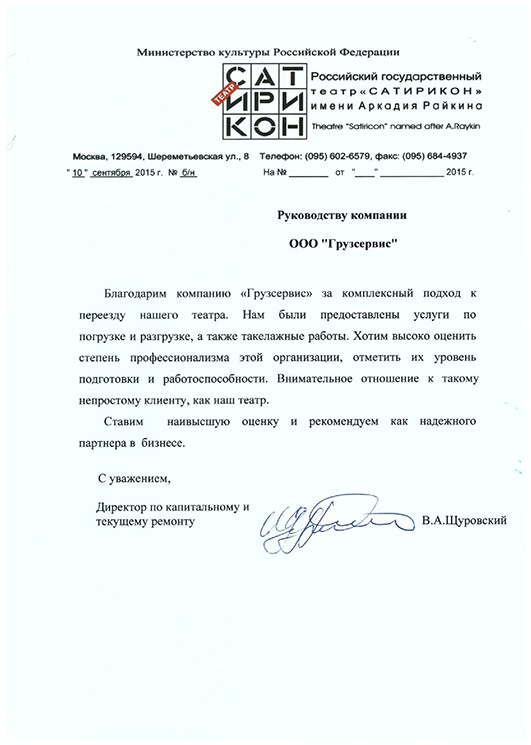 Министерство культуры Российской Федерации
САТ
ТЕАТР
ИРИ
КОН
Российский государственный
театр «САТИРИКОН»
имени Аркадия Райкина
Theatre "Satiricon" named after A.Raykin
Москва, 129594, Шереметьевская ул., 8 Телефон: (095) 602-6579, факс: (095) 684-4937
" 10 " сентября 2015 г. № б/н На № ________ от "____" ______________ 2015 г.
Руководству компании
ООО "Грузсервис"
Благодарим компанию «Грузсервис» за комплексный подход к
переезду нашего театра. Нам были предоставлены услуги по
погрузке и разгрузке, а также такелажные работы. Хотим высоко оценить
степень профессионализма этой организации, отметить их уровень
подготовки и работоспособности. Внимательное отношение к такому
непростому клиенту, как наш театр.
Ставим наивысшую оценку и рекомендуем как надежного
партнера в бизнесе.
С уважением,
Директор по капитальному и
текущему ремонту
В.А.Щуровский